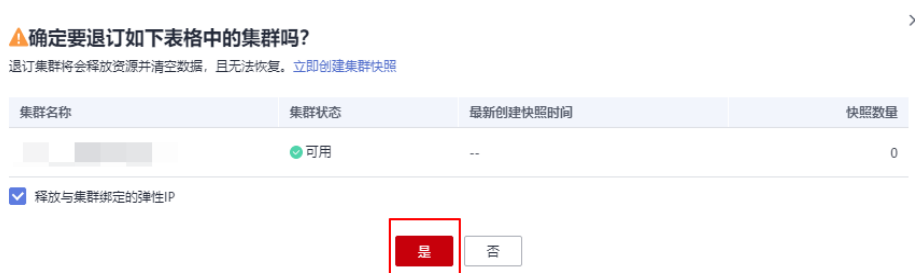 确定要退订如下表格中的集群吗?
退订集群将会释放资源并清空数据，且无法恢复。立即创建集群快照
集群名称 集群状态 最新创建快照时间 快照数量
可用 -- 0
释放与集群绑定的弹性IP
是 否